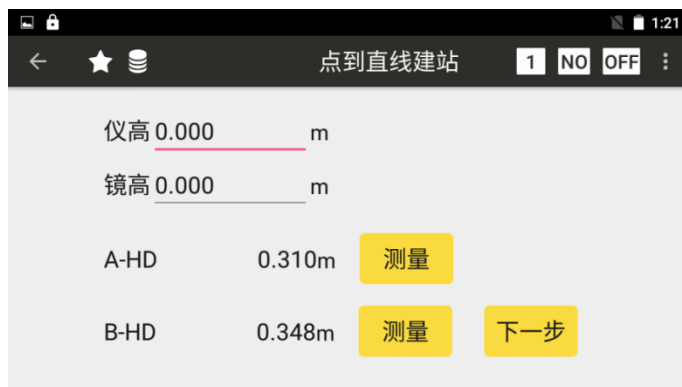 1:21
点到直线建站 1 NO OFF
仪高 0.000 m
镜高 0.000 m
A-HD 0.310m 测量
B-HD 0.348m 测量 下一步